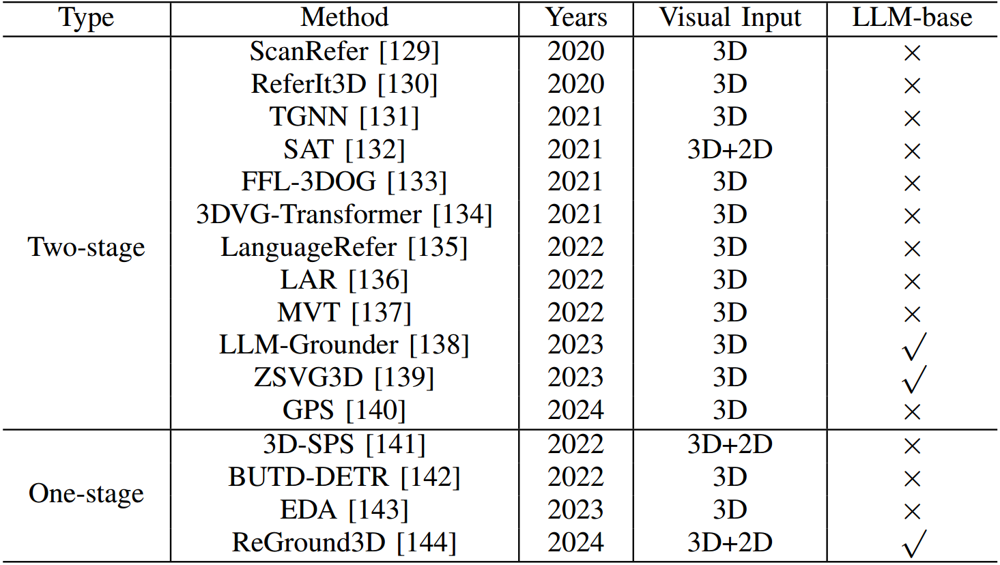 Type Method Years Visual Input LLM-base
ScanRefer [129] 2020 3D ×
ReferIt3D [130] 2020 3D ×
TGNN [131] 2021 3D ×
SAT [132] 2021 3D+2D ×
FFL-3DOG [133] 2021 3D ×
3DVG-Transformer [134] 2021 3D ×
Two-stage LanguageRefer [135] 2022 3D ×
LAR [136] 2022 3D ×
MVT [137] 2022 3D ×
LLM-Grounder [138] 2023 3D √
ZSVG3D [139] 2023 3D √
GPS [140] 2024 3D ×
3D-SPS [141] 2022 3D+2D ×
BUTD-DETR [142] 2022 3D ×
One-stage
EDA [143] 2023 3D ×
ReGround3D [144] 2024 3D+2D √